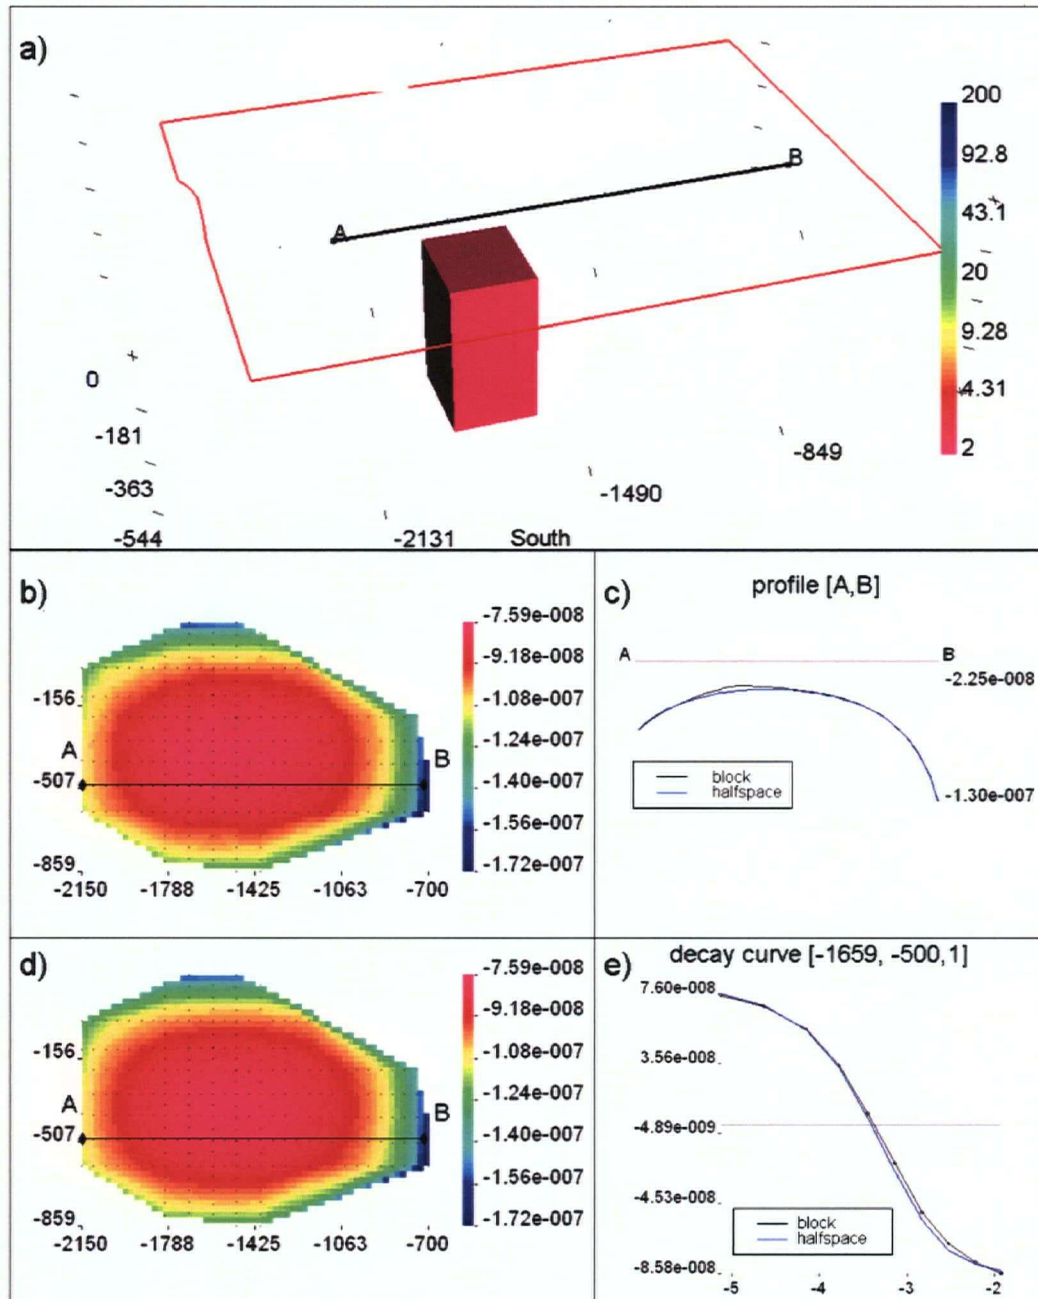 a)
A
B
200
92.8
43.1
20
9.28
4.31
2
0
-181
-363
-544
-2131
South
-1490
-849
b)
-156
A
-507
-859
-2150 -1788 -1425 -1063 -700
B
-7.59e-008
-9.18e-008
-1.08e-007
-1.24e-007
-1.40e-007
-1.56e-007
-1.72e-007
c)
profile [A,B]
A
B
-2.25e-008
-1.30e-007
block
halfspace
d)
-156
A
-507
-859
-2150 -1788 -1425 -1063 -700
B
-7.59e-008
-9.18e-008
-1.08e-007
-1.24e-007
-1.40e-007
-1.56e-007
-1.72e-007
e)
decay curve [-1659, -500,1]
7.60e-008
3.56e-008
-4.89e-009
-4.53e-008
-8.58e-008
block
halfspace
-5 -4 -3 -2